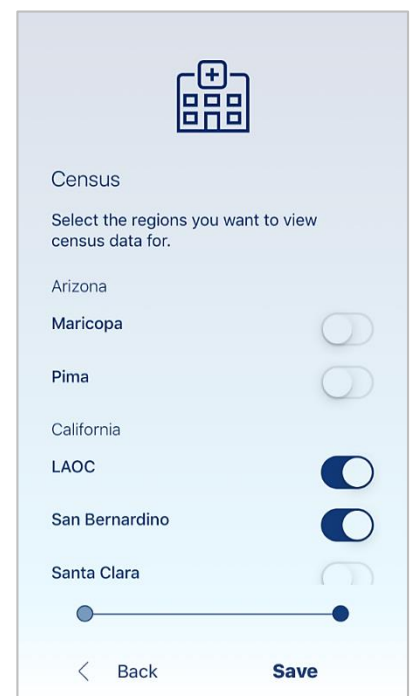 Census
Select the regions you want to view
census data for.
Arizona
Maricopa
Pima
California
LAOC
San Bernardino
Santa Clara
Back
Save